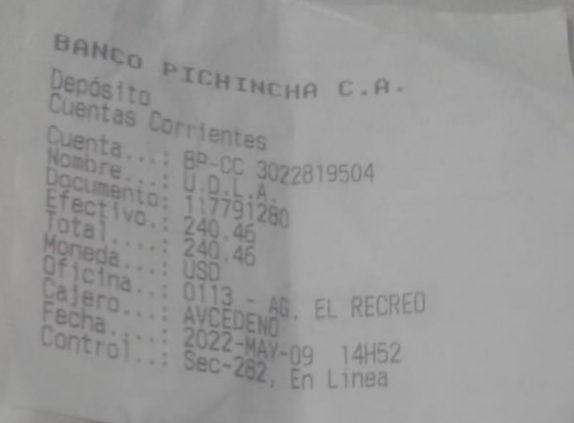 BANCO PICHINCHA C.A.
Depósito
Cuentas Corrientes
Cuenta...: BP-CC 3022819504
Nombre...: U.D.L.A.
Documento: 117791280
Efectivo.: 240.46
Total....: 240.46
Moneda...: USD
Oficina..: 0113 - AG. EL RECREO
Cajero...: AVCEDENO
Fecha....: 2022-MAY-09 14H52
Control..: Sec-282, En Linea